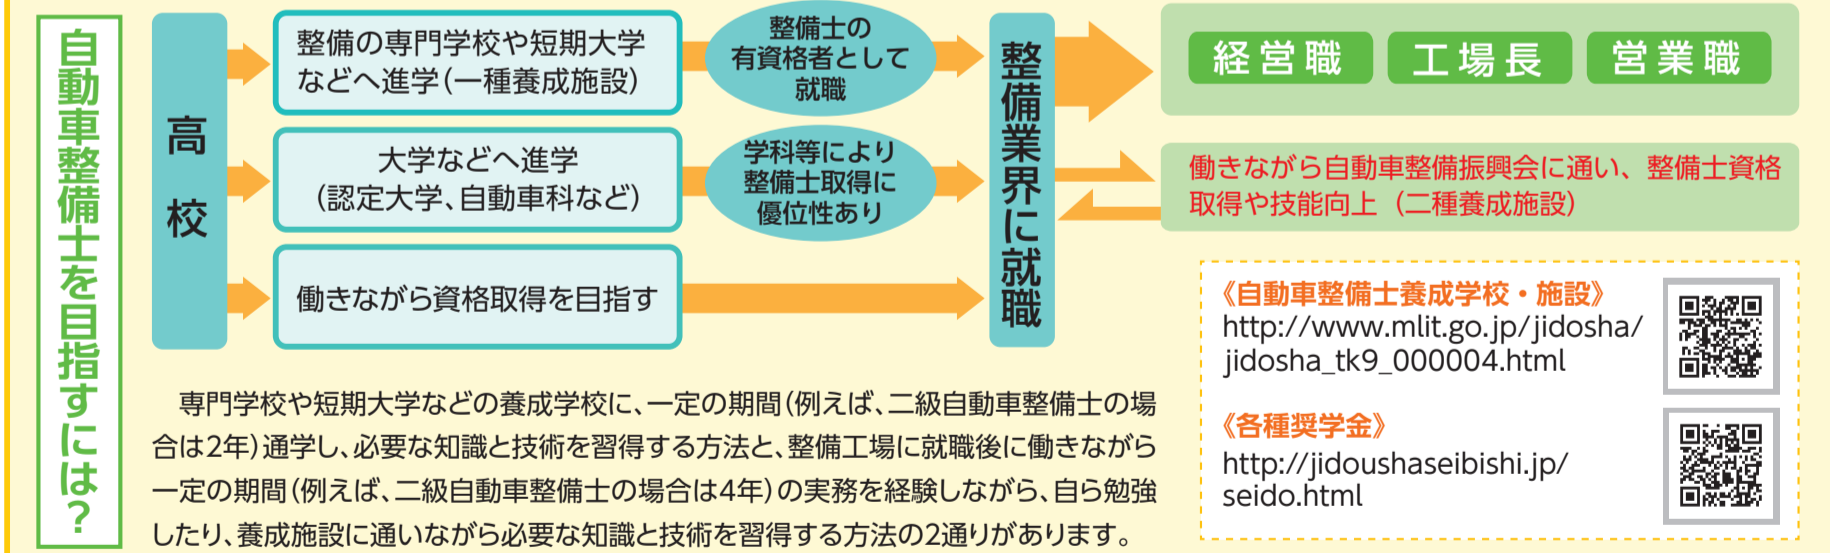 自動車整備士を目指すには？
高校
整備の専門学校や短期大学
などへ進学（一種養成施設）
整備士の
有資格者として
就職
大学などへ進学
（認定大学、自動車科など）
学科等により
整備士取得に
優位性あり
働きながら資格取得を目指す
整備業界に就職
経営職
工場長
営業職
働きながら自動車整備振興会に通い、整備士資格
取得や技能向上（二種養成施設）
専門学校や短期大学などの養成学校に、一定の期間（例えば、二級自動車整備士の場
合は2年）通学し、必要な知識と技術を習得する方法と、整備工場に就職後に働きながら
一定の期間（例えば、二級自動車整備士の場合は4年）の実務を経験しながら、自ら勉強
したり、養成施設に通いながら必要な知識と技術を習得する方法の2通りがあります。
《自動車整備士養成学校・施設》
http://www.mlit.go.jp/jidosha/
jidosha_tk9_000004.html
《各種奨学金》
http://jidoushaseibishi.jp/
seido.html